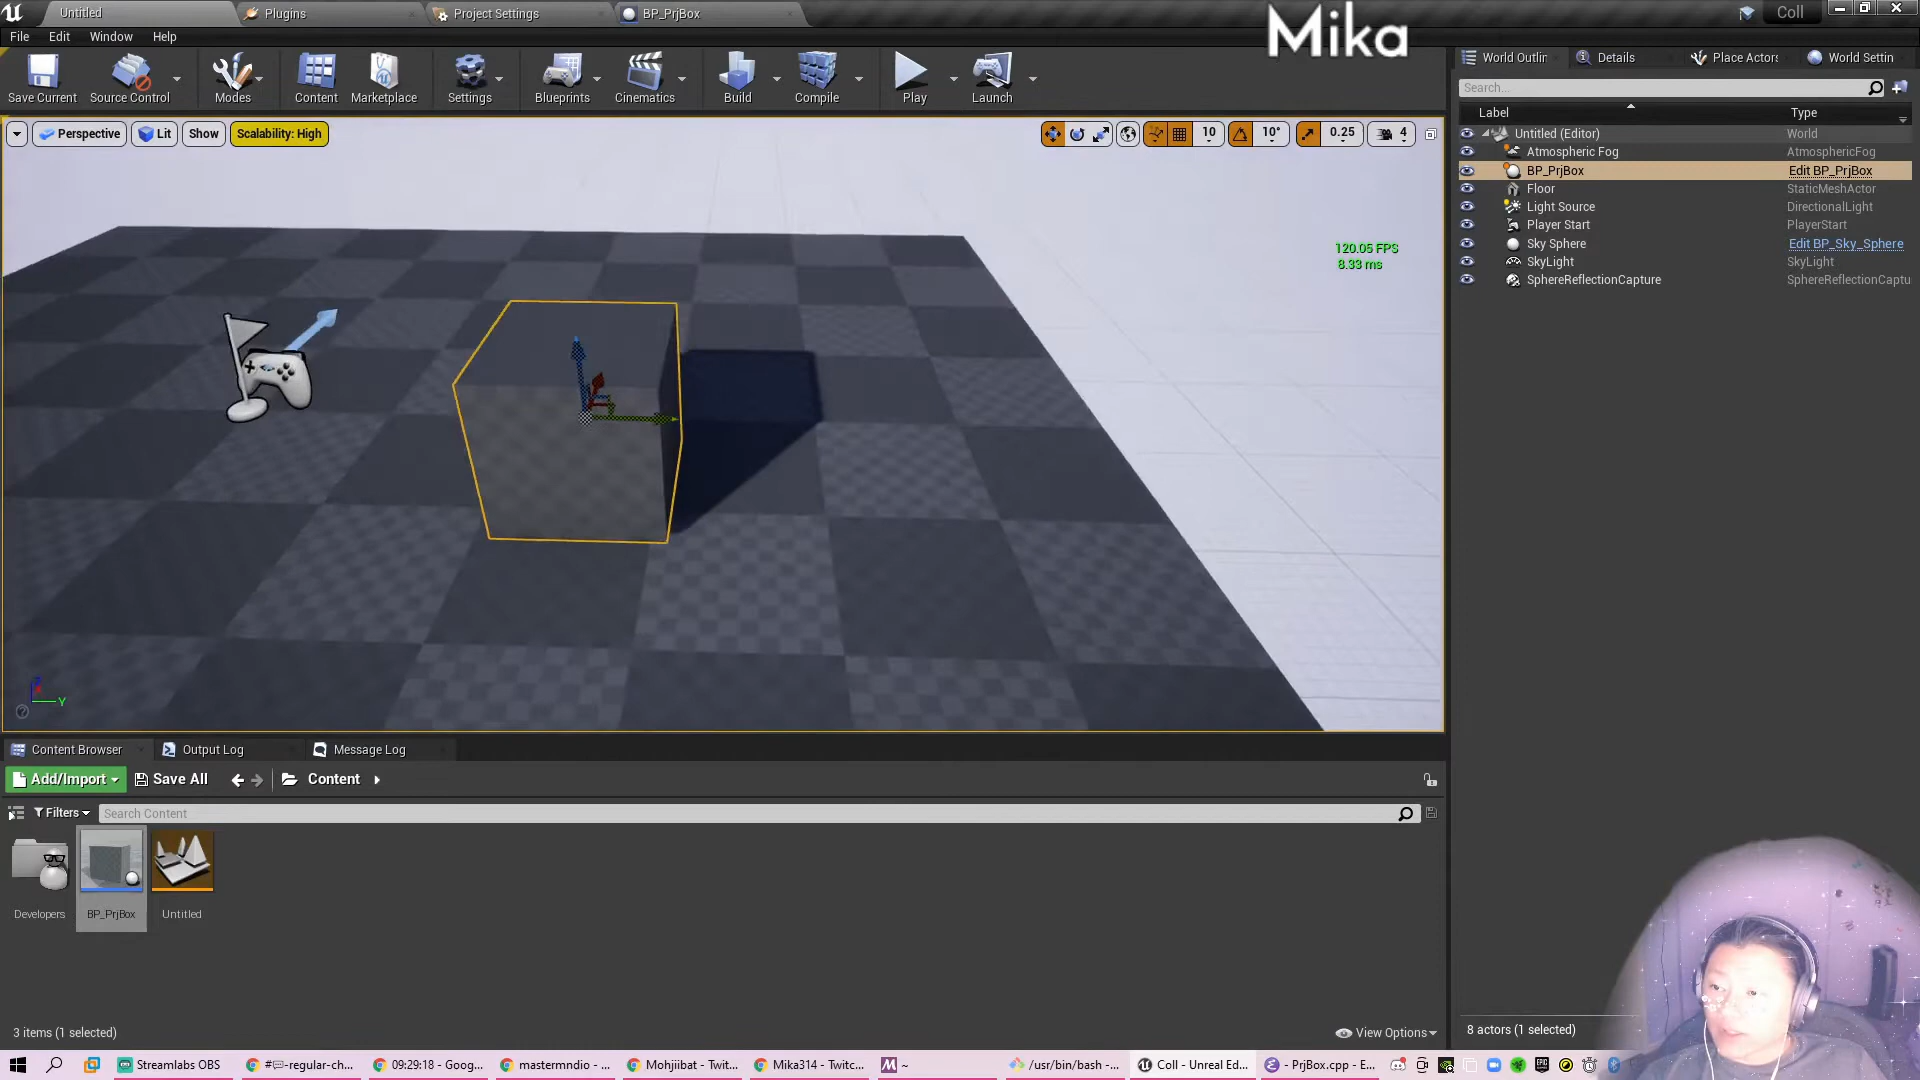 Untitled
Plugins
Project Settings
BP_PrjBox
Mika
Coll
File Edit Window Help
Save Current
Source Control
Modes
Content
Marketplace
Settings
Blueprints
Cinematics
Build
Compile
Play
Launch
World Outlin
Details
Place Actors
World Settin
Perspective
Lit
Show
Scalability: High
10
10°
0.25
4
Search...
Label Type
Untitled (Editor) World
Atmospheric Fog AtmosphericFog
BP_PrjBox Edit BP_PrjBox
Floor StaticMeshActor
Light Source DirectionalLight
Player Start PlayerStart
Sky Sphere Edit BP_Sky_Sphere
SkyLight SkyLight
SphereReflectionCapture SphereReflectionCaptu
120.05 FPS
8.33 ms
Y
Content Browser
Output Log
Message Log
Add/Import
Save All
Content
Filters
Search Content
Developers
BP_PrjBox
Untitled
3 items (1 selected)
View Options
8 actors (1 selected)
Streamlabs OBS
#💬-regular-ch...
09:29:18 - Goog...
mastermndio - ...
Mohjiibat - Twit...
Mika314 - Twitc...
~
/usr/bin/bash - ...
Coll - Unreal Ed...
- PrjBox.cpp - E...